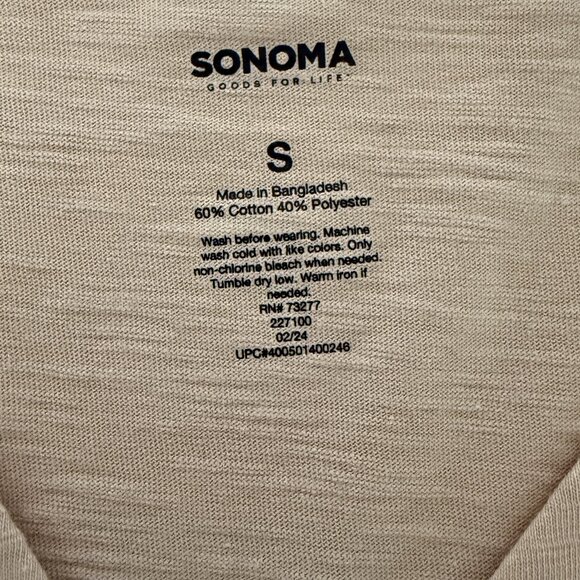 SONOMA
GOODS FOR LIFE
S
Made in Bangladesh
60% Cotton 40% Polyester
Wash before wearing. Machine
wash cold with like colors. Only
non-chlorine bleach when needed.
Tumble dry low. Warm iron if
needed.
RN# 73277
227100
02/24
UPC#400501400246